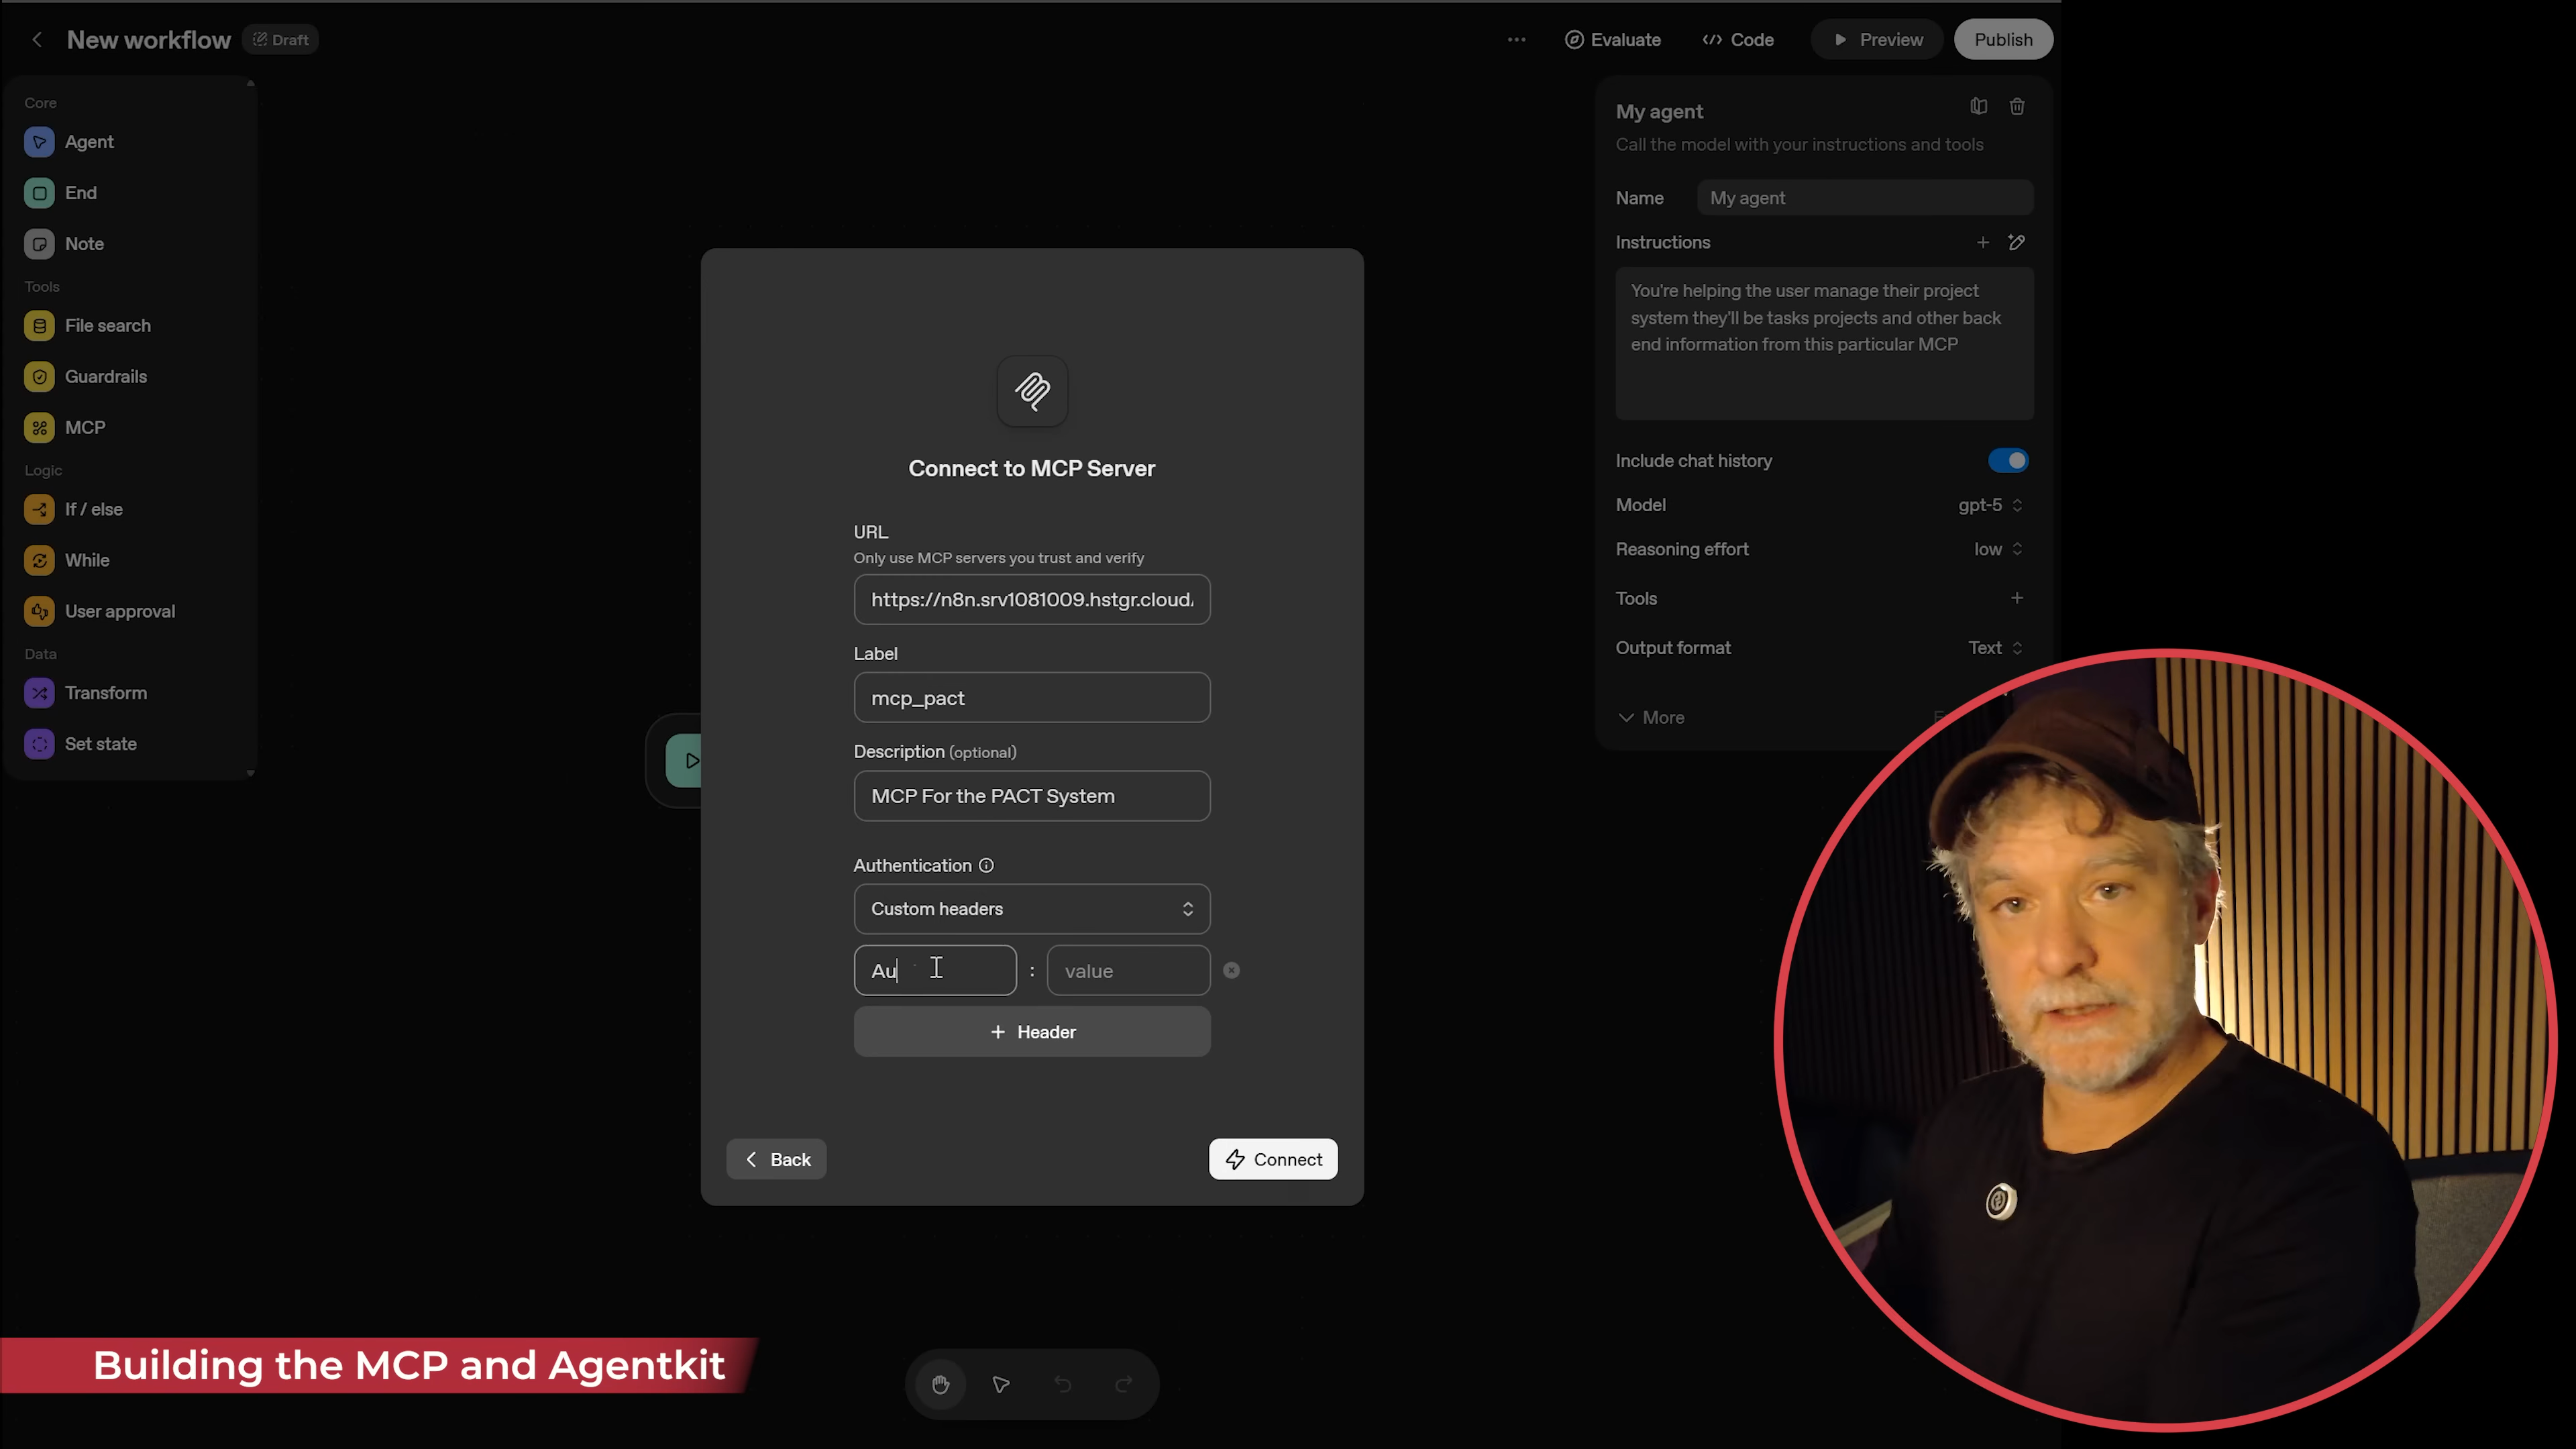 New workflow
Draft
Evaluate
Code
Preview
Publish
Core
Agent
End
Note
Tools
File search
Guardrails
MCP
Logic
If / else
While
User approval
Data
Transform
Set state
Connect to MCP Server
URL
Only use MCP servers you trust and verify
https://n8n.srv1081009.hstgr.cloud/
Label
mcp_pact
Description (optional)
MCP For the PACT System
Authentication
Custom headers
Au : value
+ Header
Back
Connect
My agent
Call the model with your instructions and tools
Name My agent
Instructions
You're helping the user manage their project
system they'll be tasks projects and other back
end information from this particular MCP
Include chat history
Model gpt-5
Reasoning effort low
Tools
Output format Text
More
Building the MCP and Agentkit